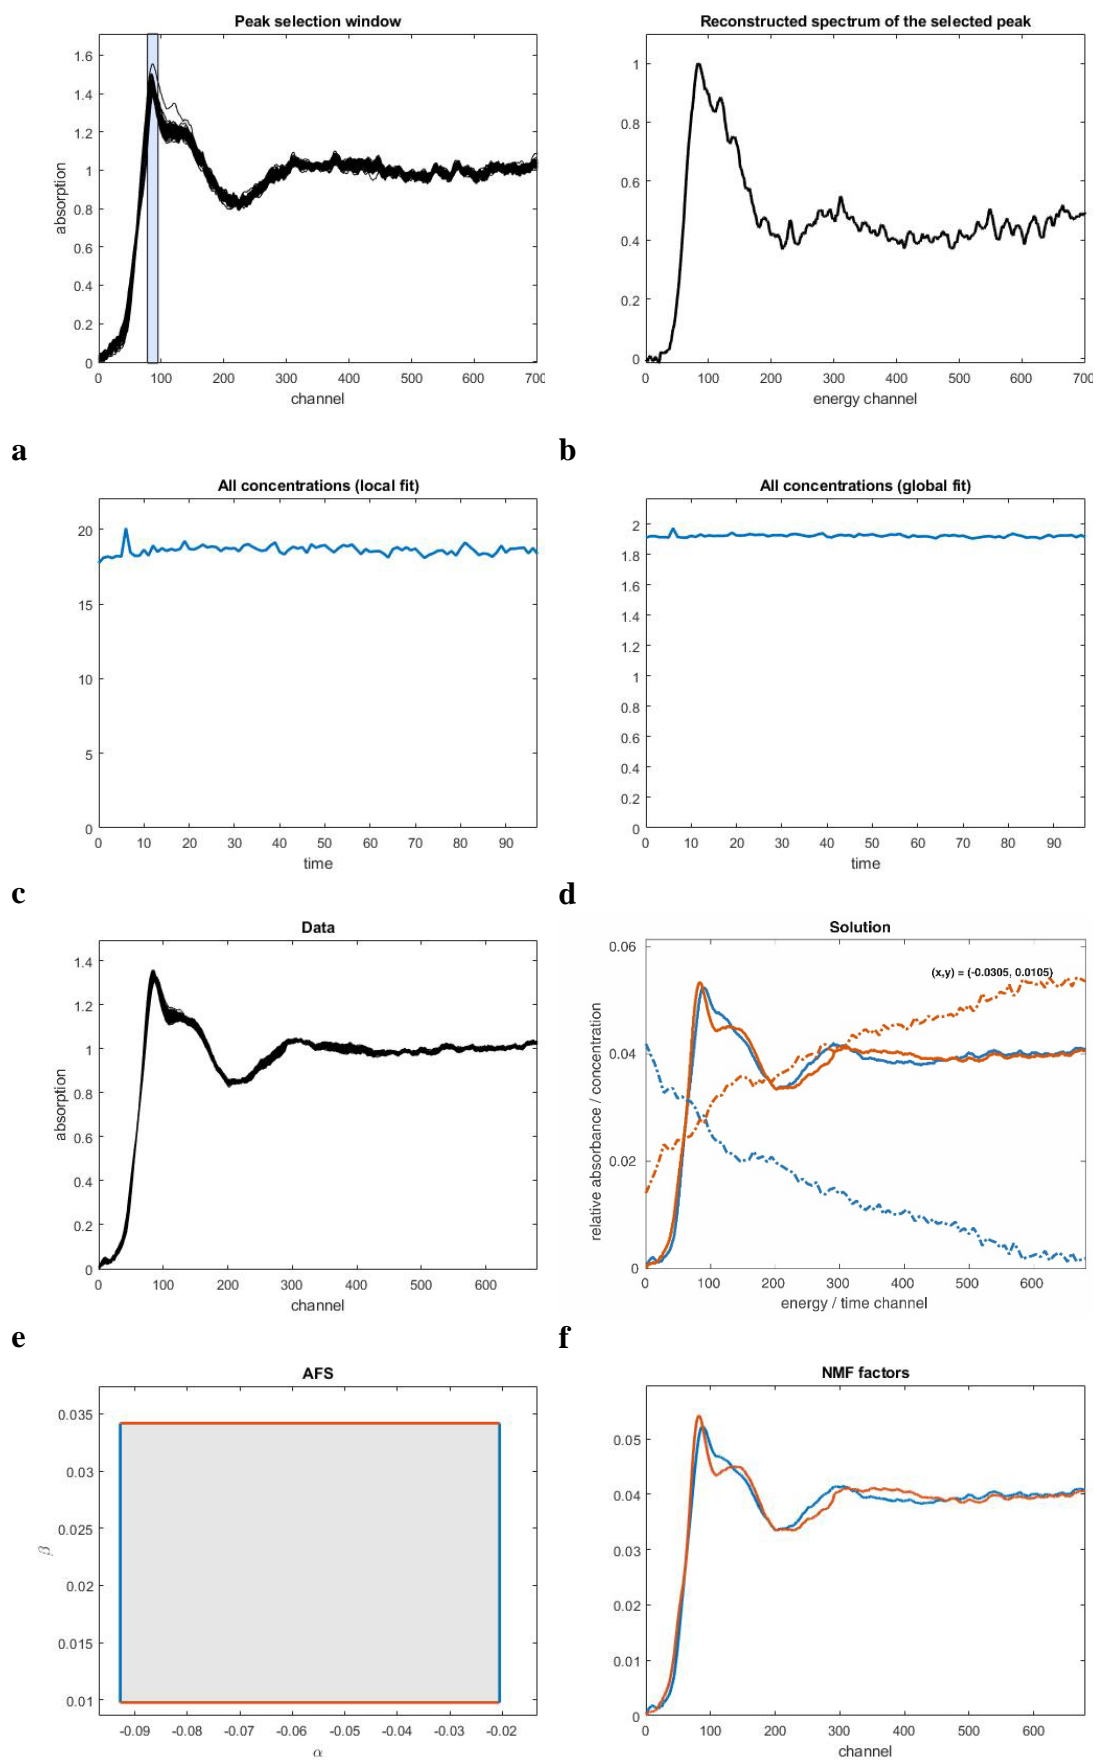 Peak selection window
Reconstructed spectrum of the selected peak
1.6
1.4
1.2
1
0.8
0.6
0.4
0.2
0
absorption
0 100 200 300 400 500 600 700
channel
1
0.8
0.6
0.4
0.2
0
0 100 200 300 400 500 600 700
energy channel
a
b
All concentrations (local fit)
All concentrations (global fit)
20
15
10
5
0
0 10 20 30 40 50 60 70 80 90
time
2
1.8
1.6
1.4
1.2
1
0.8
0.6
0.4
0.2
0
0 10 20 30 40 50 60 70 80 90
time
c
d
Data
Solution
1.4
1.2
1
0.8
0.6
0.4
0.2
0
absorption
0 100 200 300 400 500 600
channel
0.06
0.04
0.02
0
relative absorbance / concentration
(x,y) = (-0.0305, 0.0105)
0 100 200 300 400 500 600
energy / time channel
e
f
AFS
NMF factors
0.035
0.03
0.025
0.02
0.015
0.01
β
-0.09 -0.08 -0.07 -0.06 -0.05 -0.04 -0.03 -0.02
α
0.05
0.04
0.03
0.02
0.01
0
0 100 200 300 400 500 600
channel